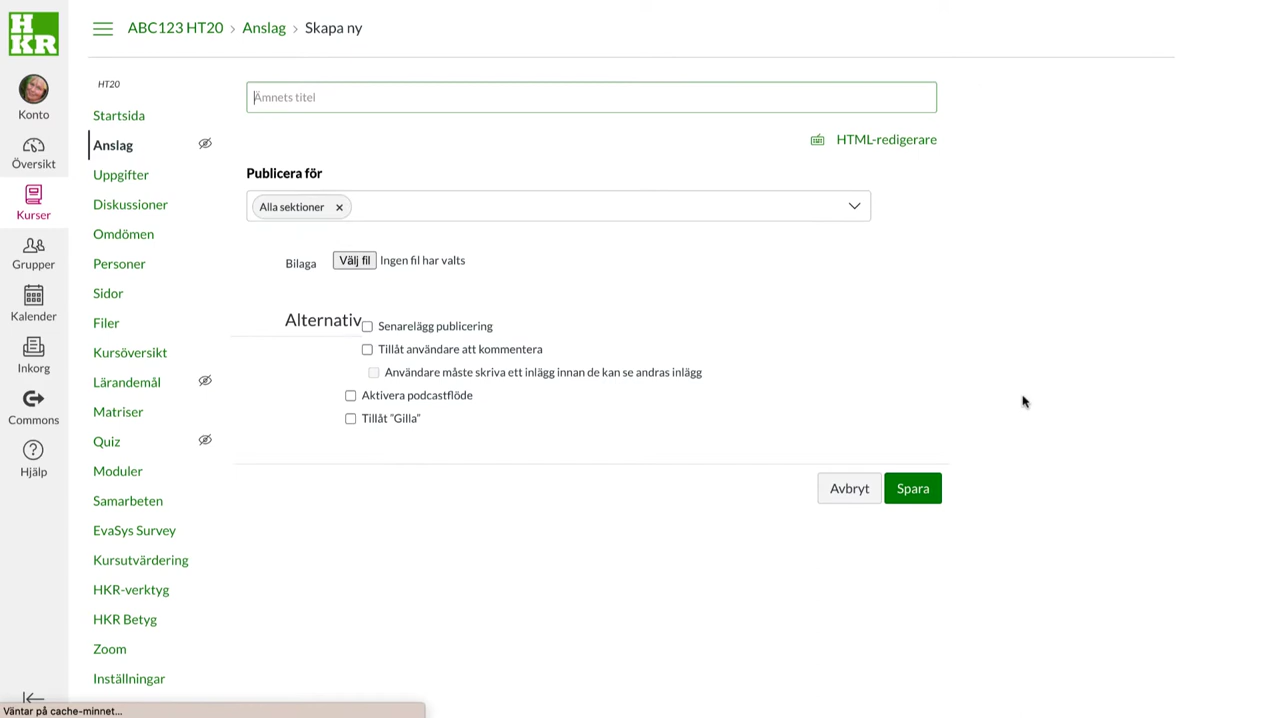 HKR
ABC123 HT20 › Anslag › Skapa ny
Konto
Översikt
Kurser
Grupper
Kalender
Inkorg
Commons
Hjälp
HT20
Startsida
Anslag
Uppgifter
Diskussioner
Omdömen
Personer
Sidor
Filer
Kursöversikt
Lärandemål
Matriser
Quiz
Moduler
Samarbeten
EvaSys Survey
Kursutvärdering
HKR-verktyg
HKR Betyg
Zoom
Inställningar
Ämnets titel
HTML-redigerare
Publicera för
Alla sektioner ×
Bilaga Välj fil Ingen fil har valts
Alternativ
Senarelägg publicering
Tillåt användare att kommentera
Användare måste skriva ett inlägg innan de kan se andras inlägg
Aktivera podcastflöde
Tillåt ”Gilla”
Avbryt Spara
Väntar på cache-minnet...